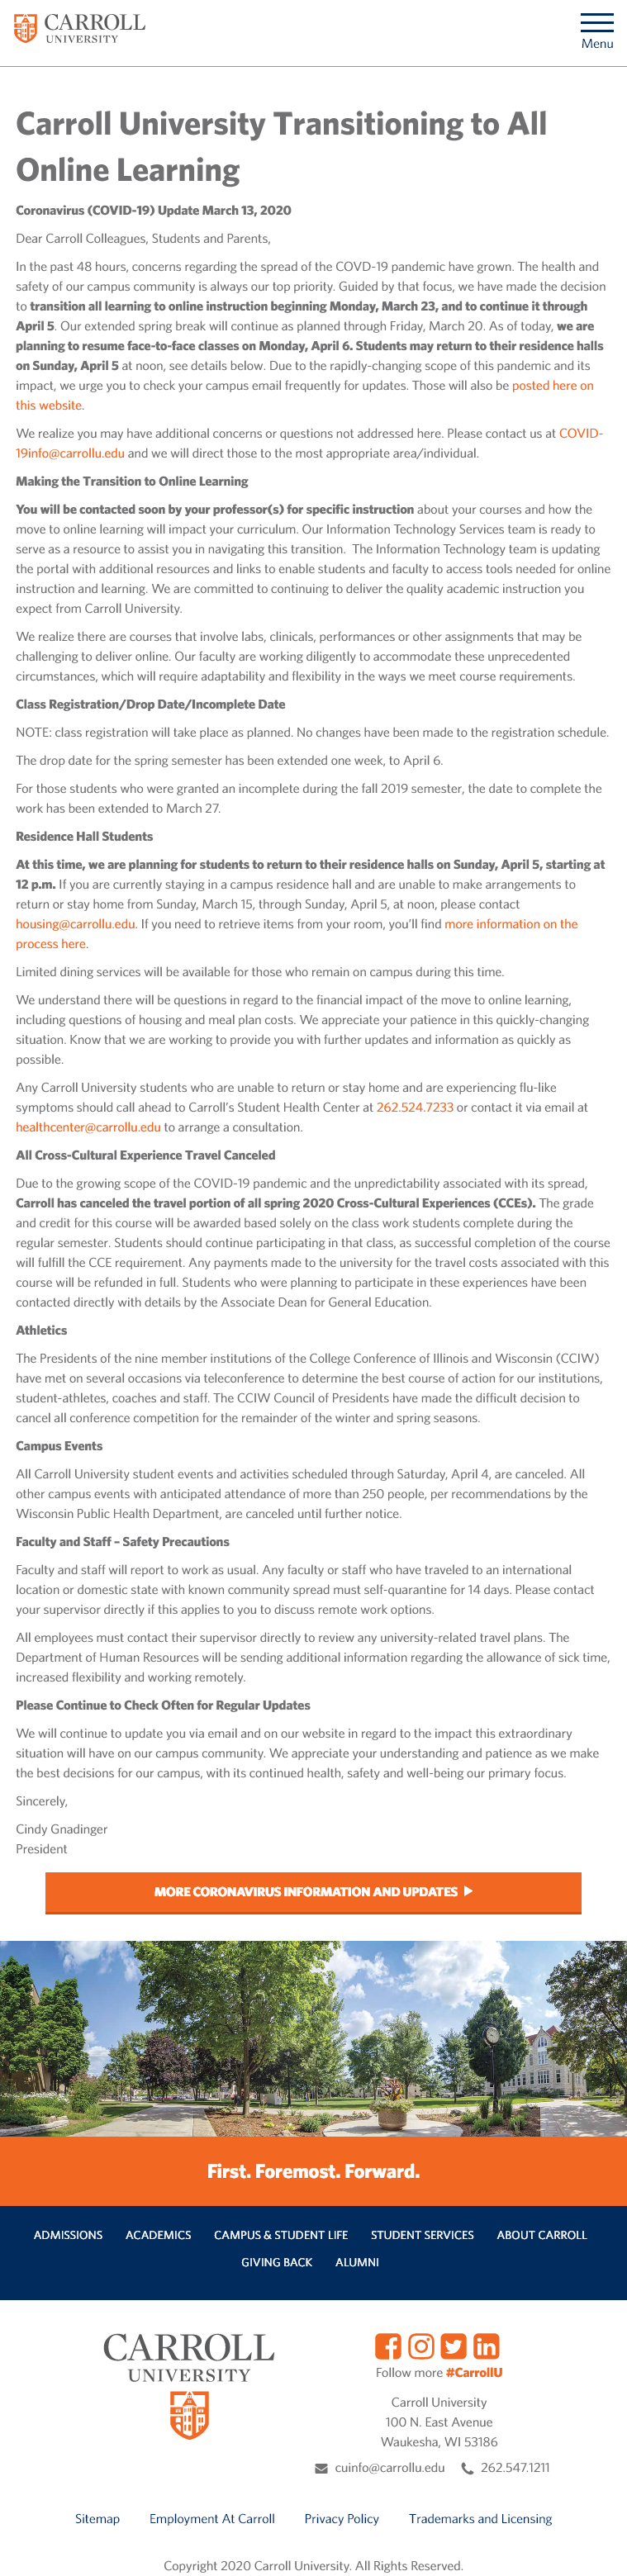 CARROLL
UNIVERSITY
Menu
Carroll University Transitioning to All
Online Learning
Coronavirus (COVID-19) Update March 13, 2020
Dear Carroll Colleagues, Students and Parents,
In the past 48 hours, concerns regarding the spread of the COVD-19 pandemic have grown. The health and
safety of our campus community is always our top priority. Guided by that focus, we have made the decision
to transition all learning to online instruction beginning Monday, March 23, and to continue it through
April 5. Our extended spring break will continue as planned through Friday, March 20. As of today, we are
planning to resume face-to-face classes on Monday, April 6. Students may return to their residence halls
on Sunday, April 5 at noon, see details below. Due to the rapidly-changing scope of this pandemic and its
impact, we urge you to check your campus email frequently for updates. Those will also be posted here on
this website.
We realize you may have additional concerns or questions not addressed here. Please contact us at COVID-
19info@carrollu.edu and we will direct those to the most appropriate area/individual.
Making the Transition to Online Learning
You will be contacted soon by your professor(s) for specific instruction about your courses and how the
move to online learning will impact your curriculum. Our Information Technology Services team is ready to
serve as a resource to assist you in navigating this transition. The Information Technology team is updating
the portal with additional resources and links to enable students and faculty to access tools needed for online
instruction and learning. We are committed to continuing to deliver the quality academic instruction you
expect from Carroll University.
We realize there are courses that involve labs, clinicals, performances or other assignments that may be
challenging to deliver online. Our faculty are working diligently to accommodate these unprecedented
circumstances, which will require adaptability and flexibility in the ways we meet course requirements.
Class Registration/Drop Date/Incomplete Date
NOTE: class registration will take place as planned. No changes have been made to the registration schedule.
The drop date for the spring semester has been extended one week, to April 6.
For those students who were granted an incomplete during the fall 2019 semester, the date to complete the
work has been extended to March 27.
Residence Hall Students
At this time, we are planning for students to return to their residence halls on Sunday, April 5, starting at
12 p.m. If you are currently staying in a campus residence hall and are unable to make arrangements to
return or stay home from Sunday, March 15, through Sunday, April 5, at noon, please contact
housing@carrollu.edu. If you need to retrieve items from your room, you'll find more information on the
process here.
Limited dining services will be available for those who remain on campus during this time.
We understand there will be questions in regard to the financial impact of the move to online learning,
including questions of housing and meal plan costs. We appreciate your patience in this quickly-changing
situation. Know that we are working to provide you with further updates and information as quickly as
possible.
Any Carroll University students who are unable to return or stay home and are experiencing flu-like
symptoms should call ahead to Carroll's Student Health Center at 262.524.7233 or contact it via email at
healthcenter@carrollu.edu to arrange a consultation.
All Cross-Cultural Experience Travel Canceled
Due to the growing scope of the COVID-19 pandemic and the unpredictability associated with its spread,
Carroll has canceled the travel portion of all spring 2020 Cross-Cultural Experiences (CCEs). The grade
and credit for this course will be awarded based solely on the class work students complete during the
regular semester. Students should continue participating in that class, as successful completion of the course
will fulfill the CCE requirement. Any payments made to the university for the travel costs associated with this
course will be refunded in full. Students who were planning to participate in these experiences have been
contacted directly with details by the Associate Dean for General Education.
Athletics
The Presidents of the nine member institutions of the College Conference of Illinois and Wisconsin (CCIW)
have met on several occasions via teleconference to determine the best course of action for our institutions,
student-athletes, coaches and staff. The CCIW Council of Presidents have made the difficult decision to
cancel all conference competition for the remainder of the winter and spring seasons.
Campus Events
All Carroll University student events and activities scheduled through Saturday, April 4, are canceled. All
other campus events with anticipated attendance of more than 250 people, per recommendations by the
Wisconsin Public Health Department, are canceled until further notice.
Faculty and Staff – Safety Precautions
Faculty and staff will report to work as usual. Any faculty or staff who have traveled to an international
location or domestic state with known community spread must self-quarantine for 14 days. Please contact
your supervisor directly if this applies to you to discuss remote work options.
All employees must contact their supervisor directly to review any university-related travel plans. The
Department of Human Resources will be sending additional information regarding the allowance of sick time,
increased flexibility and working remotely.
Please Continue to Check Often for Regular Updates
We will continue to update you via email and on our website in regard to the impact this extraordinary
situation will have on our campus community. We appreciate your understanding and patience as we make
the best decisions for our campus, with its continued health, safety and well-being our primary focus.
Sincerely,
Cindy Gnadinger
President
MORE CORONAVIRUS INFORMATION AND UPDATES
First. Foremost. Forward.
ADMISSIONS ACADEMICS CAMPUS & STUDENT LIFE STUDENT SERVICES ABOUT CARROLL
GIVING BACK ALUMNI
CARROLL
UNIVERSITY
Follow more #CarrollU
Carroll University
100 N. East Avenue
Waukesha, WI 53186
cuinfo@carrollu.edu 262.547.1211
Sitemap Employment At Carroll Privacy Policy Trademarks and Licensing
Copyright 2020 Carroll University. All Rights Reserved.